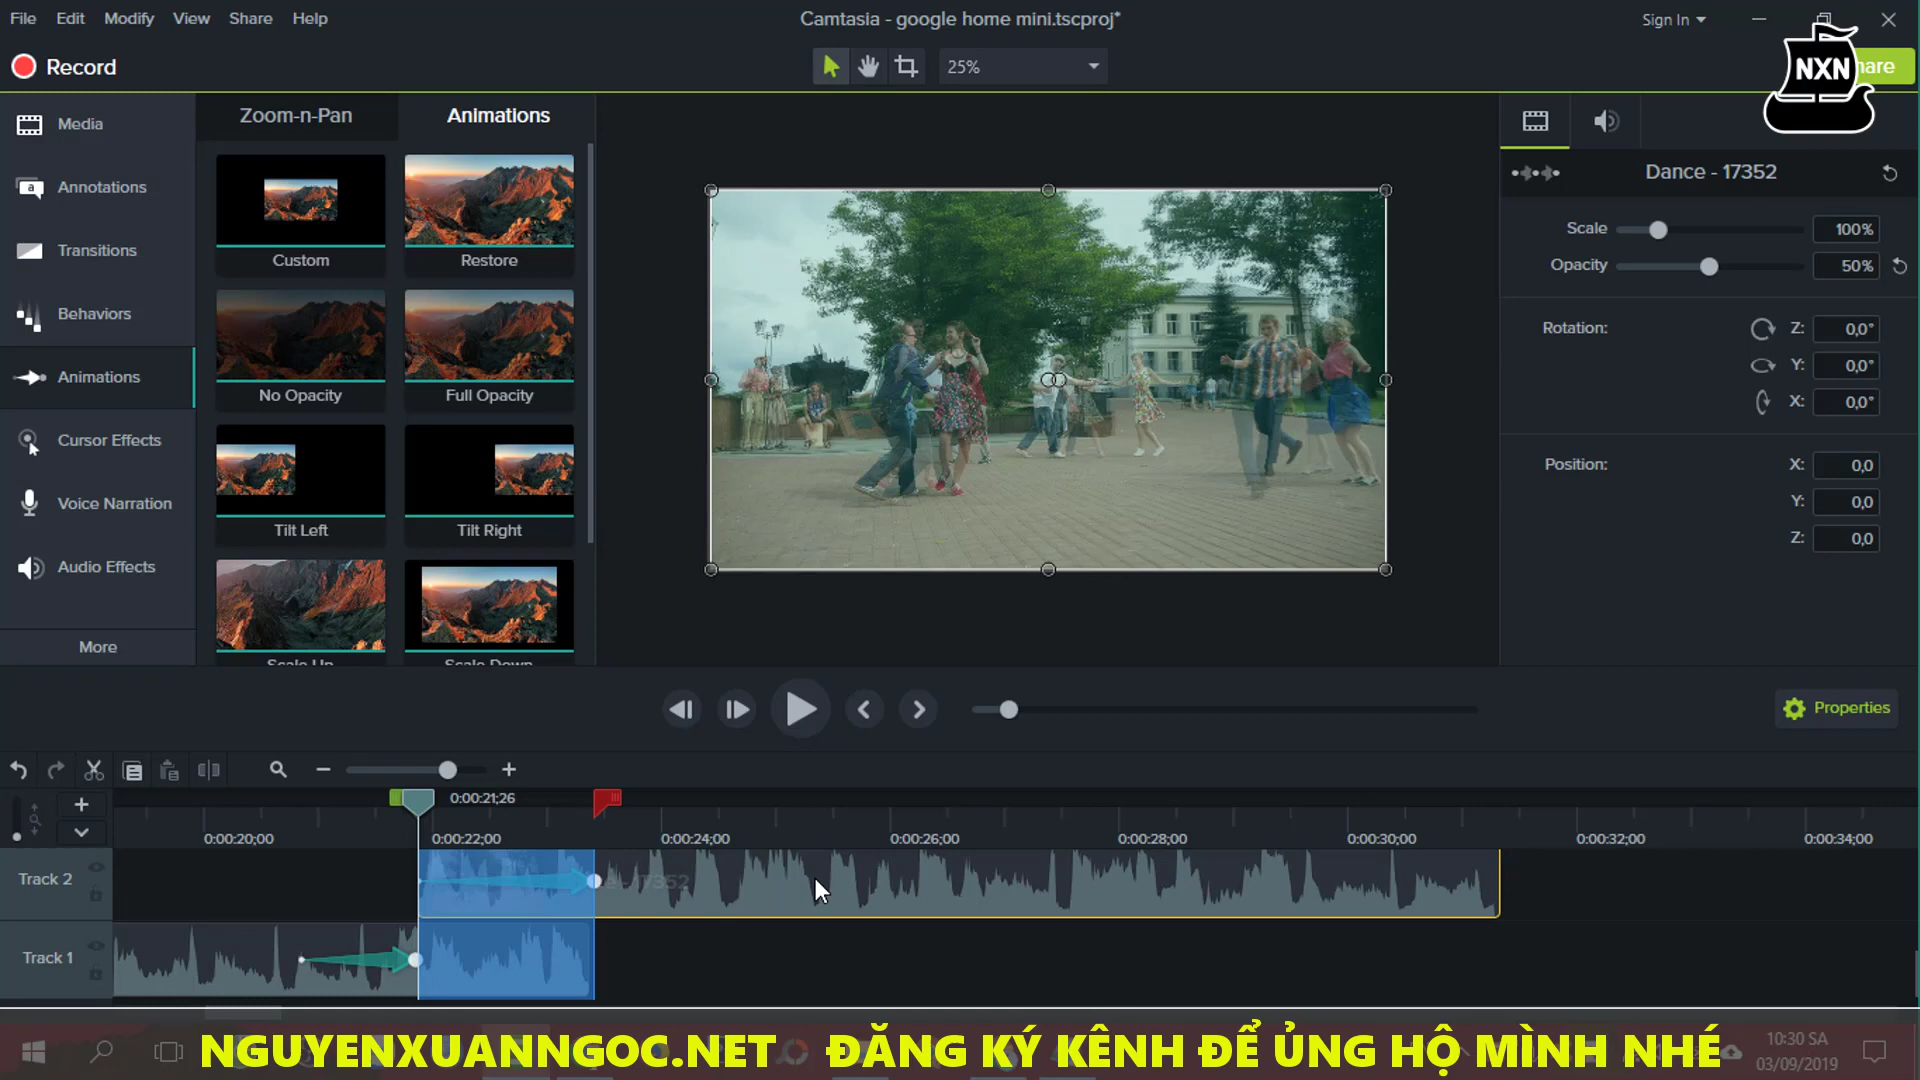 File Edit Modify View Share Help
Camtasia - google home mini.tscproj*
Sign In
Record
25%
NXN
Media
Annotations
Transitions
Behaviors
Animations
Cursor Effects
Voice Narration
Audio Effects
More
Zoom-n-Pan Animations
Custom Restore
No Opacity Full Opacity
Tilt Left Tilt Right
Scale Up Scale Down
Dance - 17352
Scale 100%
Opacity 50%
Rotation: Z: 0,0°
Y: 0,0°
X: 0,0°
Position: X: 0,0
Y: 0,0
Z: 0,0
Properties
0:00:21;26
0:00:20;00 0:00:22;00 0:00:24;00 0:00:26;00 0:00:28;00 0:00:30;00 0:00:32;00 0:00:34;00
Track 2
17352
Track 1
NGUYENXUANNGOC.NET ĐĂNG KÝ KÊNH ĐỂ ỦNG HỘ MÌNH NHÉ
10:30 SA
03/09/2019